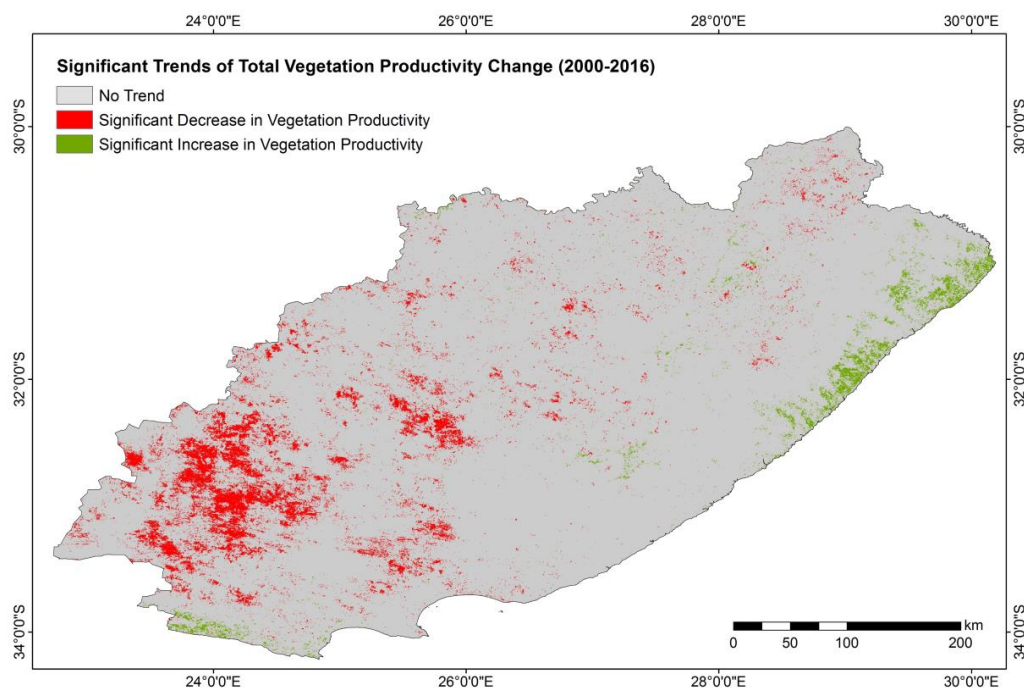 24°0'0"E 26°0'0"E 28°0'0"E 30°0'0"E
Significant Trends of Total Vegetation Productivity Change (2000-2016)
No Trend
Significant Decrease in Vegetation Productivity
Significant Increase in Vegetation Productivity
30°0'0"S 30°0'0"S
32°0'0"S 32°0'0"S
34°0'0"S 34°0'0"S
km
0 50 100 200
24°0'0"E 26°0'0"E 28°0'0"E 30°0'0"E